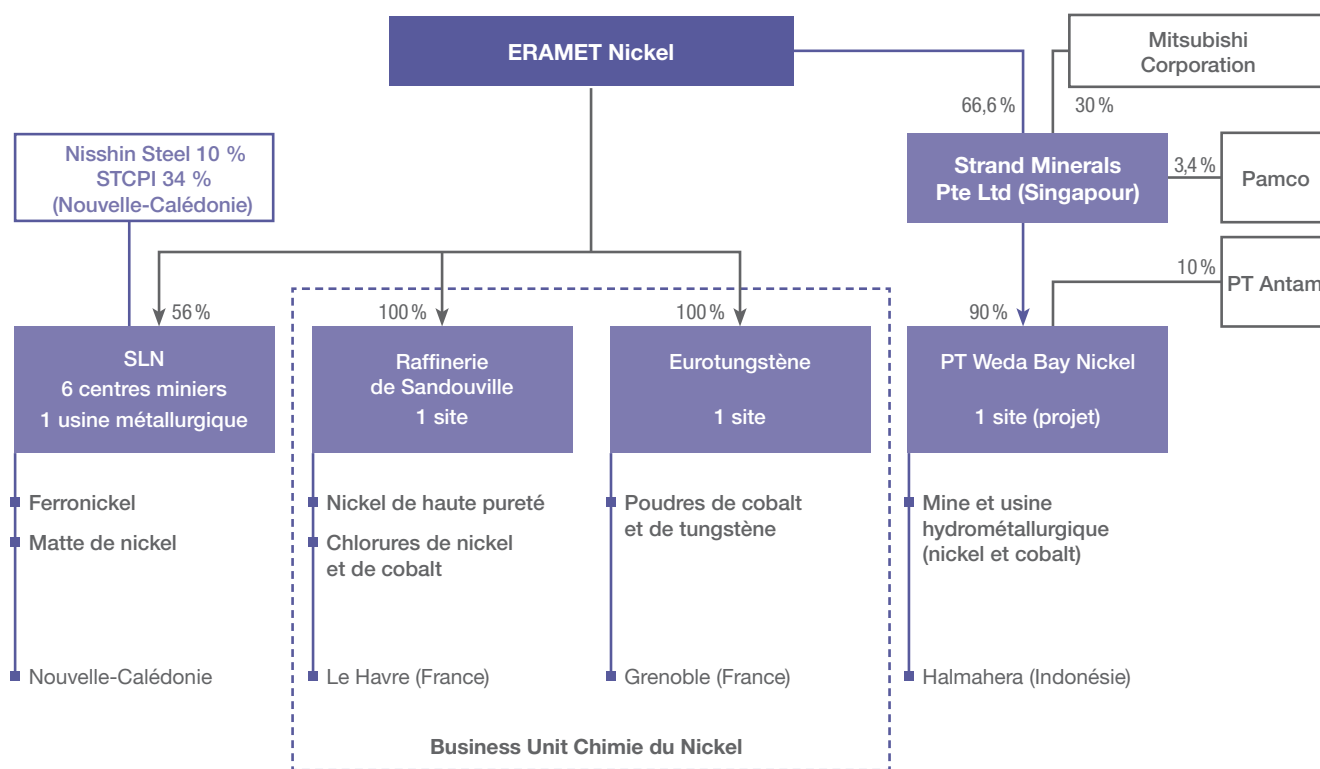 ERAMET Nickel
Mitsubishi
Corporation
66,6 %
30 %
Nisshin Steel 10 %
STCPI 34 %
(Nouvelle-Calédonie)
Strand Minerals
Pte Ltd (Singapour)
3,4 %
Pamco
10 %
PT Antam
56 %
100 %
100 %
90 %
SLN
6 centres miniers
1 usine métallurgique
Raffinerie
de Sandouville
1 site
Eurotungstène
1 site
PT Weda Bay Nickel
1 site (projet)
Ferronickel
Matte de nickel
Nouvelle-Calédonie
Nickel de haute pureté
Chlorures de nickel
et de cobalt
Le Havre (France)
Poudres de cobalt
et de tungstène
Grenoble (France)
Mine et usine
hydrométallurgique
(nickel et cobalt)
Halmahera (Indonésie)
Business Unit Chimie du Nickel